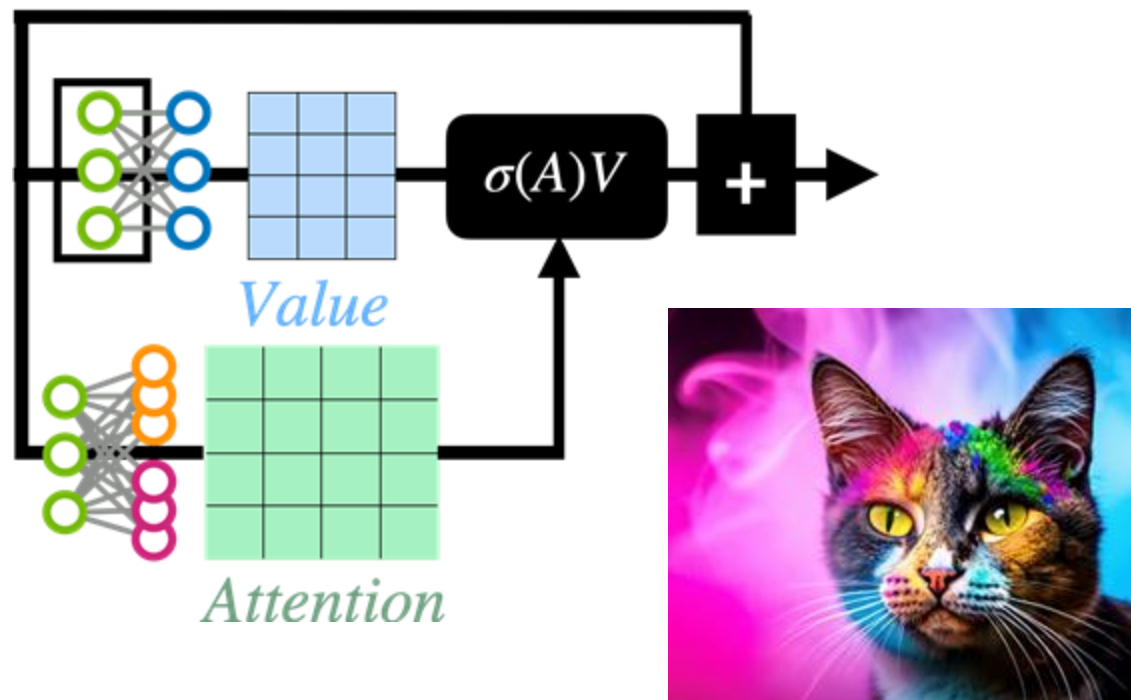 σ(A)V
+
Value
Attention